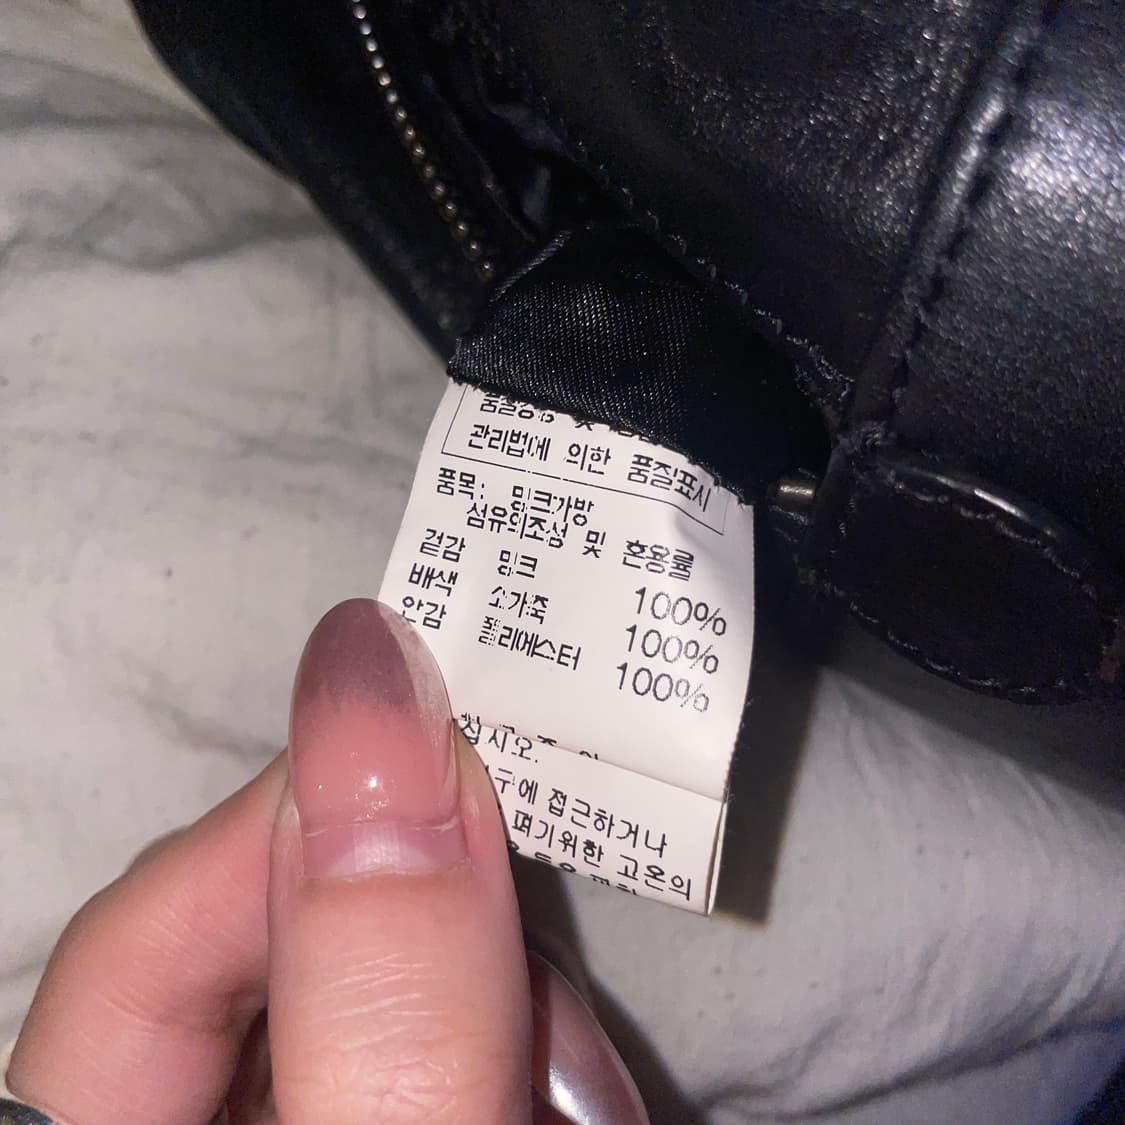 관리법에 의한 품질표시
품목: 밍크가방
섬유의조성 및 혼용률
겉감 밍크 100%
배색 소가죽 100%
안감 폴리에스터 100%
십시오.
에 접근하거나
펴기위한 고온의